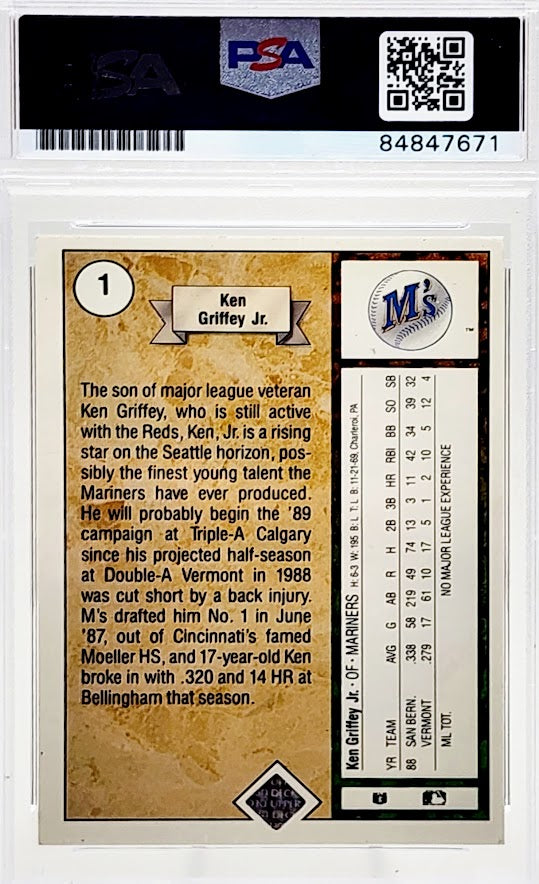 PSA
PSA
84847671
1
Ken
Griffey Jr.
M's
TM
The son of major league veteran
Ken Griffey, who is still active
with the Reds, Ken, Jr. is a rising
star on the Seattle horizon, pos-
sibly the finest young talent the
Mariners have ever produced.
He will probably begin the '89
campaign at Triple-A Calgary
since his projected half-season
at Double-A Vermont in 1988
was cut short by a back injury.
M's drafted him No. 1 in June
'87, out of Cincinnati's famed
Moeller HS, and 17-year-old Ken
broke in with .320 and 14 HR at
Bellingham that season.
Ken Griffey Jr. • OF • MARINERS H: 6-3 W: 195 B: L T: L B: 11-21-69, Charleroi, PA
YR TEAM AVG G AB R H 2B 3B HR RBI BB SO SB
88 SAN BERN. .338 58 219 49 74 13 3 11 42 34 39 32
VERMONT .279 17 61 10 17 5 1 2 10 5 12 4
ML TOT. NO MAJOR LEAGUE EXPERIENCE
UPPER
DECK